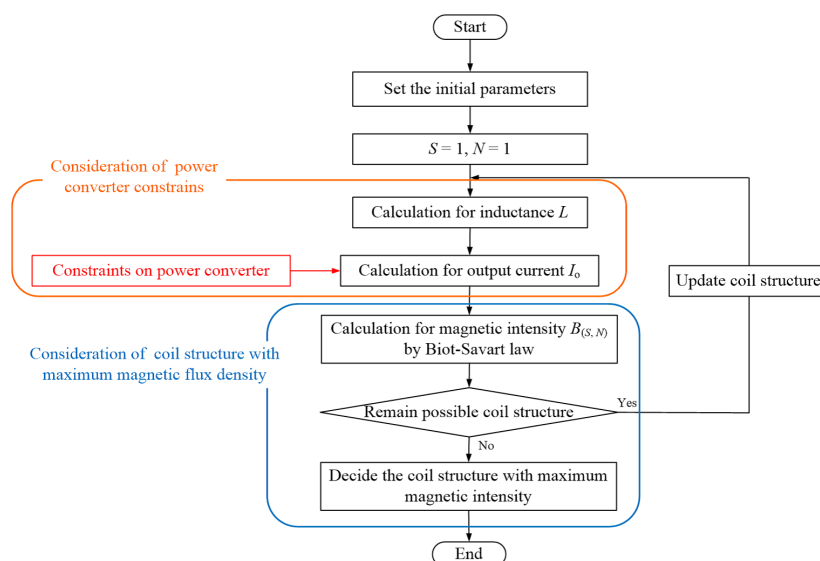 Start
Set the initial parameters
S = 1, N = 1
Consideration of power
converter constrains
Calculation for inductance L
Constraints on power converter
Calculation for output current Io
Update coil structure
Calculation for magnetic intensity B(S, N)
by Biot-Savart law
Consideration of coil structure with
maximum magnetic flux density
Remain possible coil structure
Yes
No
Decide the coil structure with maximum
magnetic intensity
End